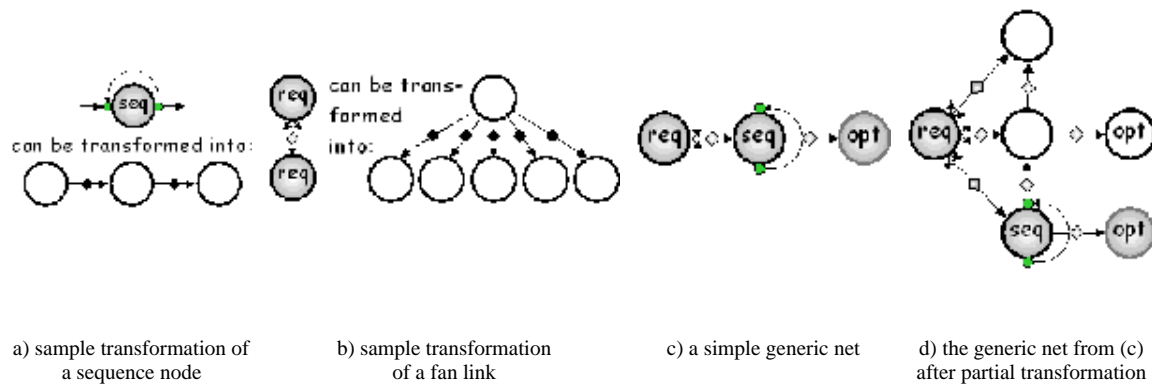 seq
can be transformed into:
req
req
can be trans-
formed
into:
req
seq
opt
req
opt
seq
opt
a) sample transformation of
a sequence node
b) sample transformation
of a fan link
c) a simple generic net
d) the generic net from (c)
after partial transformation